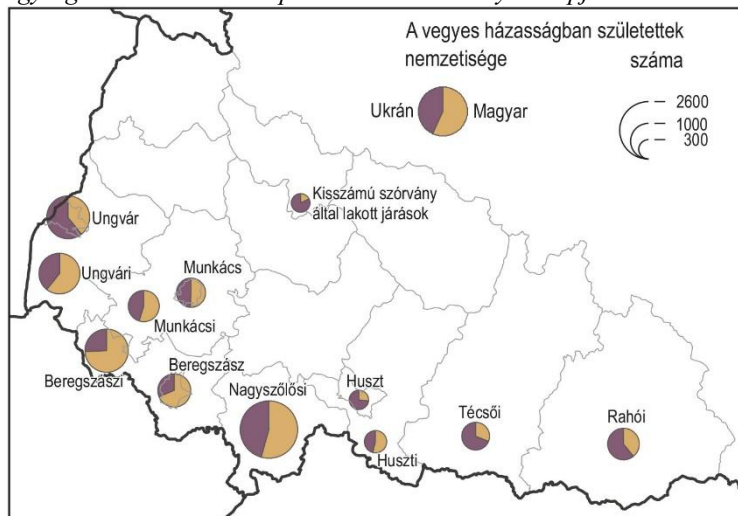 A vegyes házasságban születettek
nemzetisége
száma
Ukrán
Magyar
2600
1000
300
Kisszámú szórvány
által lakott járások
Ungvár
Ungvári
Munkács
Munkácsi
Beregszászi
Beregszász
Nagyszőlősi
Huszt
Huszti
Técsői
Rahói